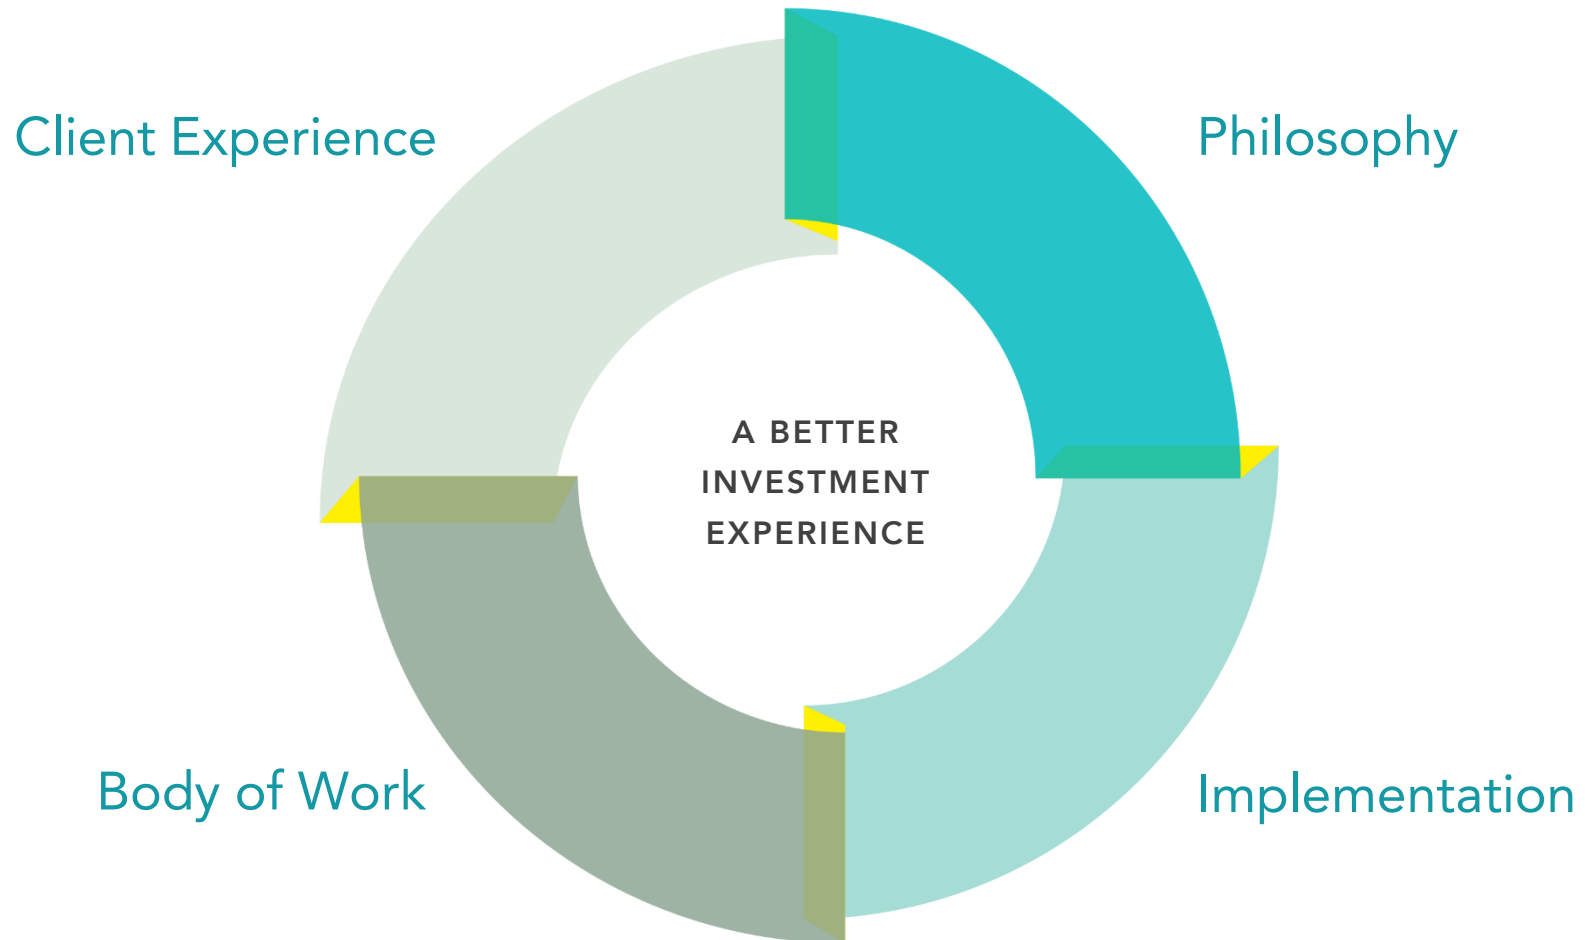 Client Experience
Philosophy
A BETTER
INVESTMENT
EXPERIENCE
Body of Work
Implementation